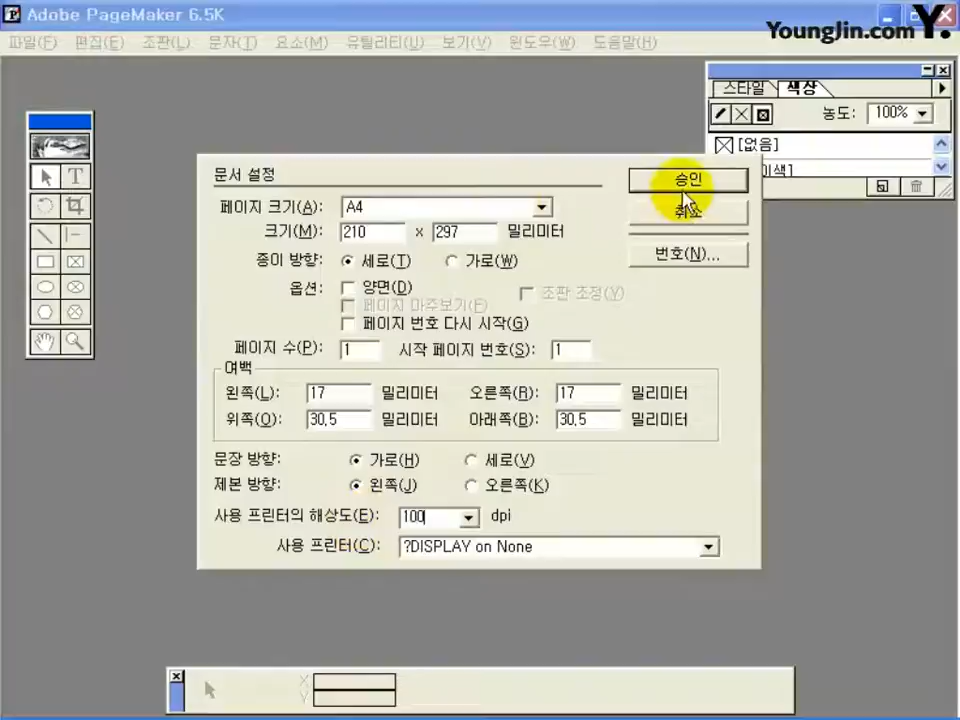 Adobe PageMaker 6.5K
YoungJin.com Y.
파일(F) 편집(E) 조판(L) 문자(T) 요소(M) 유틸리티(U) 보기(V) 윈도우(W) 도움말(H)
스타일 색상
농도: 100%
[없음]
문서 설정
승인
페이지 크기(A): A4
취소
크기(M): 210 x 297 밀리미터
종이 방향: 세로(T) 가로(W)
번호(N)...
옵션: 양면(D) 조판 조정(Y)
페이지 마주보기(F)
페이지 번호 다시 시작(G)
페이지 수(P): 1 시작 페이지 번호(S): 1
여백
왼쪽(L): 17 밀리미터 오른쪽(R): 17 밀리미터
위쪽(O): 30,5 밀리미터 아래쪽(B): 30,5 밀리미터
문장 방향: 가로(H) 세로(V)
제본 방향: 왼쪽(J) 오른쪽(K)
사용 프린터의 해상도(E): 100 dpi
사용 프린터(C): ?DISPLAY on None
X
Y